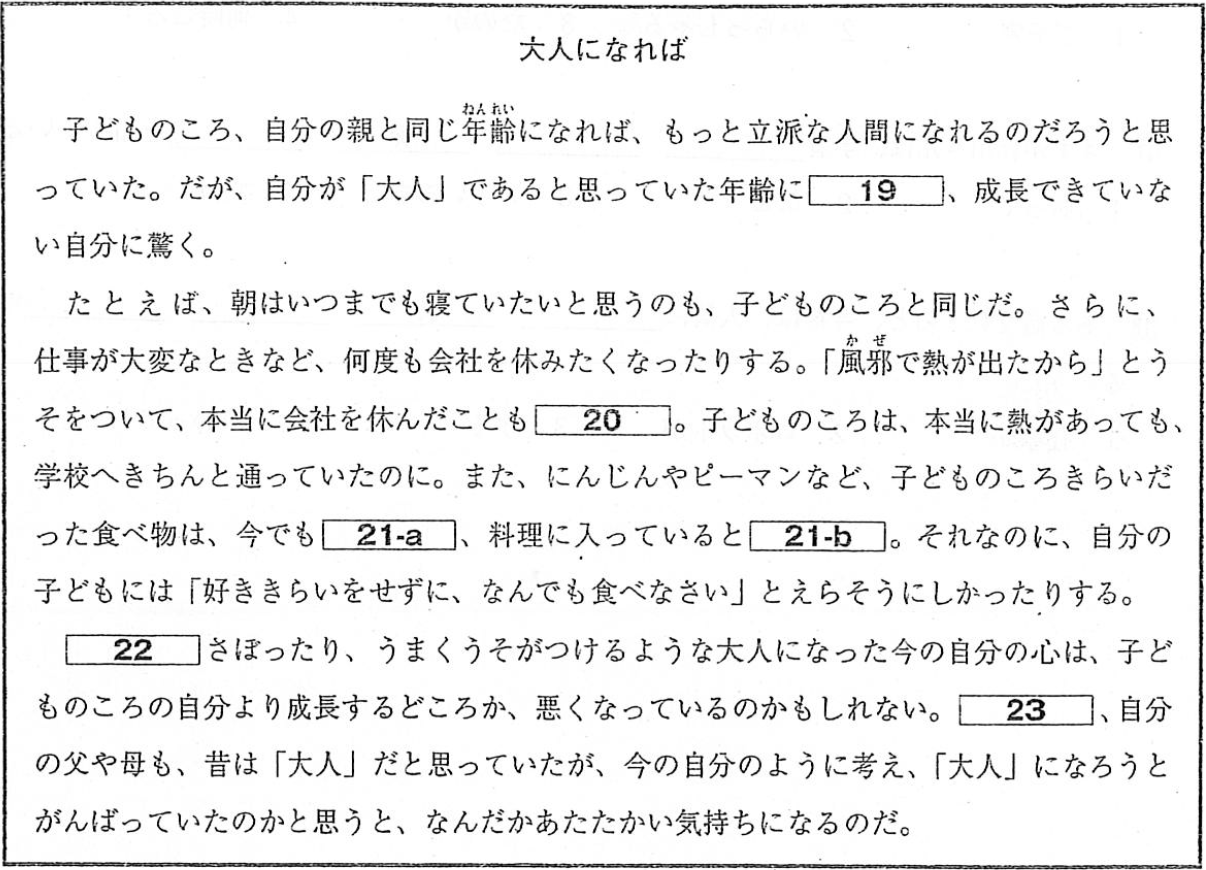 大人になれば
子どものころ、自分の親と同じ年齢になれば、もっと立派な人間になれるのだろうと思
っていた。だが、自分が「大人」であると思っていた年齢に 19 、成長できていな
い自分に驚く。
たとえば、朝はいつまでも寝ていたいと思うのも、子どものころと同じだ。さらに、
仕事が大変なときなど、何度も会社を休みたくなったりする。「風邪で熱が出たから」とう
そをついて、本当に会社を休んだことも 20 。子どものころは、本当に熱があっても、
学校へきちんと通っていたのに。また、にんじんやピーマンなど、子どものころきらいだ
った食べ物は、今でも 21-a 、料理に入っていると 21-b 。それなのに、自分の
子どもには「好ききらいをせずに、なんでも食べなさい」とえらそうにしかったりする。
22 さぼったり、うまくうそがつけるような大人になった今の自分の心は、子ど
ものころの自分より成長するどころか、悪くなっているのかもしれない。 23 、自分
の父や母も、昔は「大人」だと思っていたが、今の自分のように考え、「大人」になろうと
がんばっていたのかと思うと、なんだかあたたかい気持ちになるのだ。